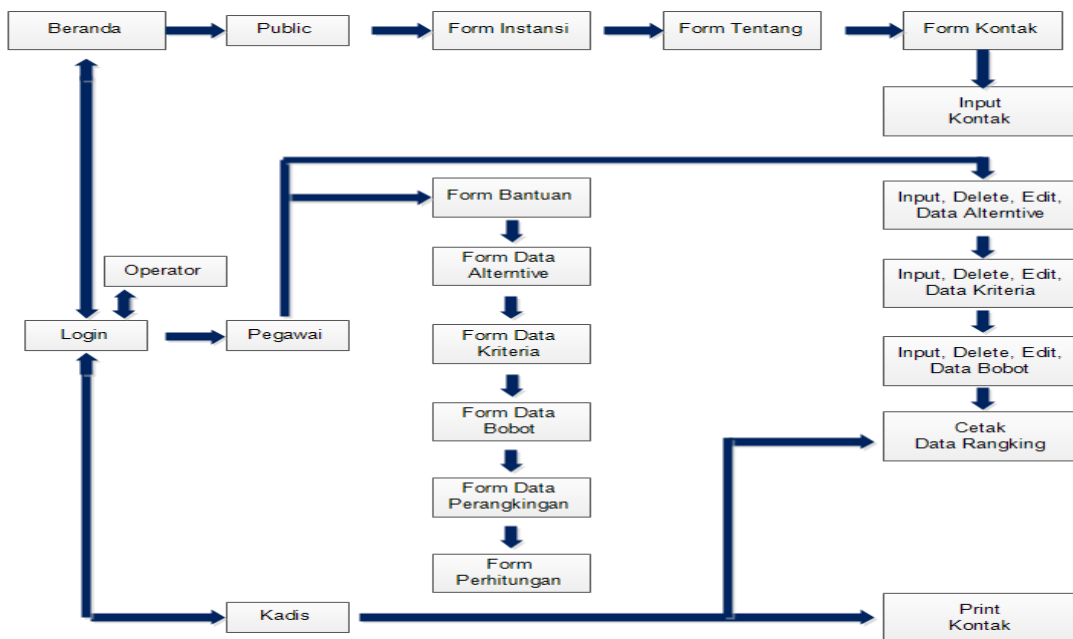 Beranda
Public
Form Instansi
Form Tentang
Form Kontak
Input
Kontak
Form Bantuan
Input, Delete, Edit,
Data Alterntive
Operator
Form Data
Alterntive
Input, Delete, Edit,
Data Kriteria
Login
Pegawai
Form Data
Kriteria
Input, Delete, Edit,
Data Bobot
Form Data
Bobot
Cetak
Data Rangking
Form Data
Perangkingan
Form
Perhitungan
Kadis
Print
Kontak